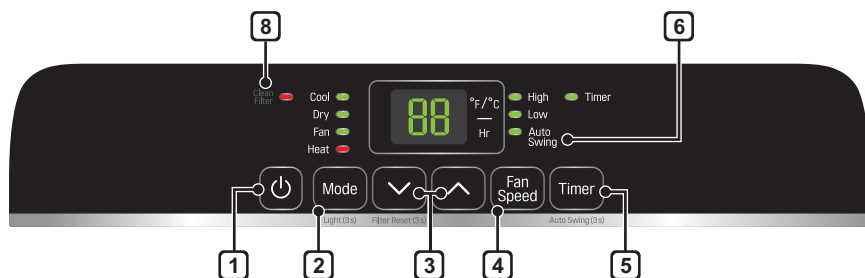 8
6
Clean
Filter
Cool
Dry
Fan
Heat
88
°F/°C
Hr
High
Low
Auto
Swing
Timer
1
Mode
Fan
Speed
Timer
Light (3s)
Filter Reset (3s)
Auto Swing (3s)
2
3
4
5